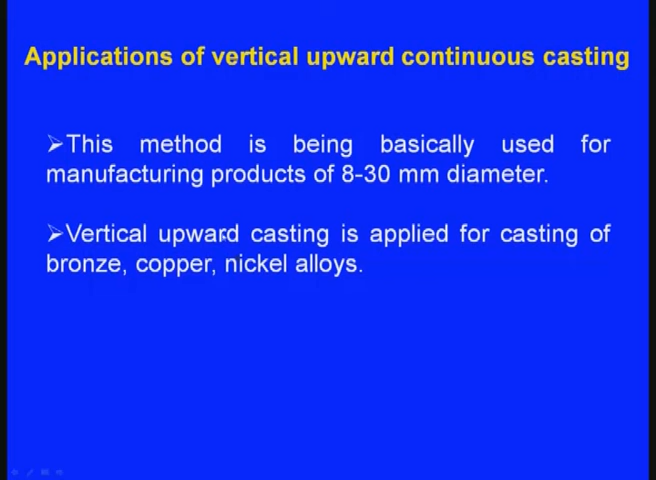 Applications of vertical upward continuous casting
➢This method is being basically used for
manufacturing products of 8-30 mm diameter.
➢Vertical upward casting is applied for casting of
bronze, copper, nickel alloys.